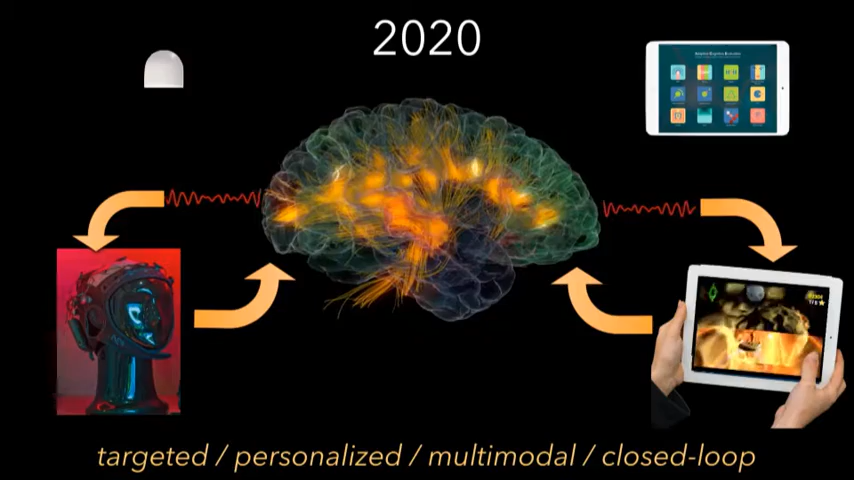 2020
targeted / personalized / multimodal / closed-loop